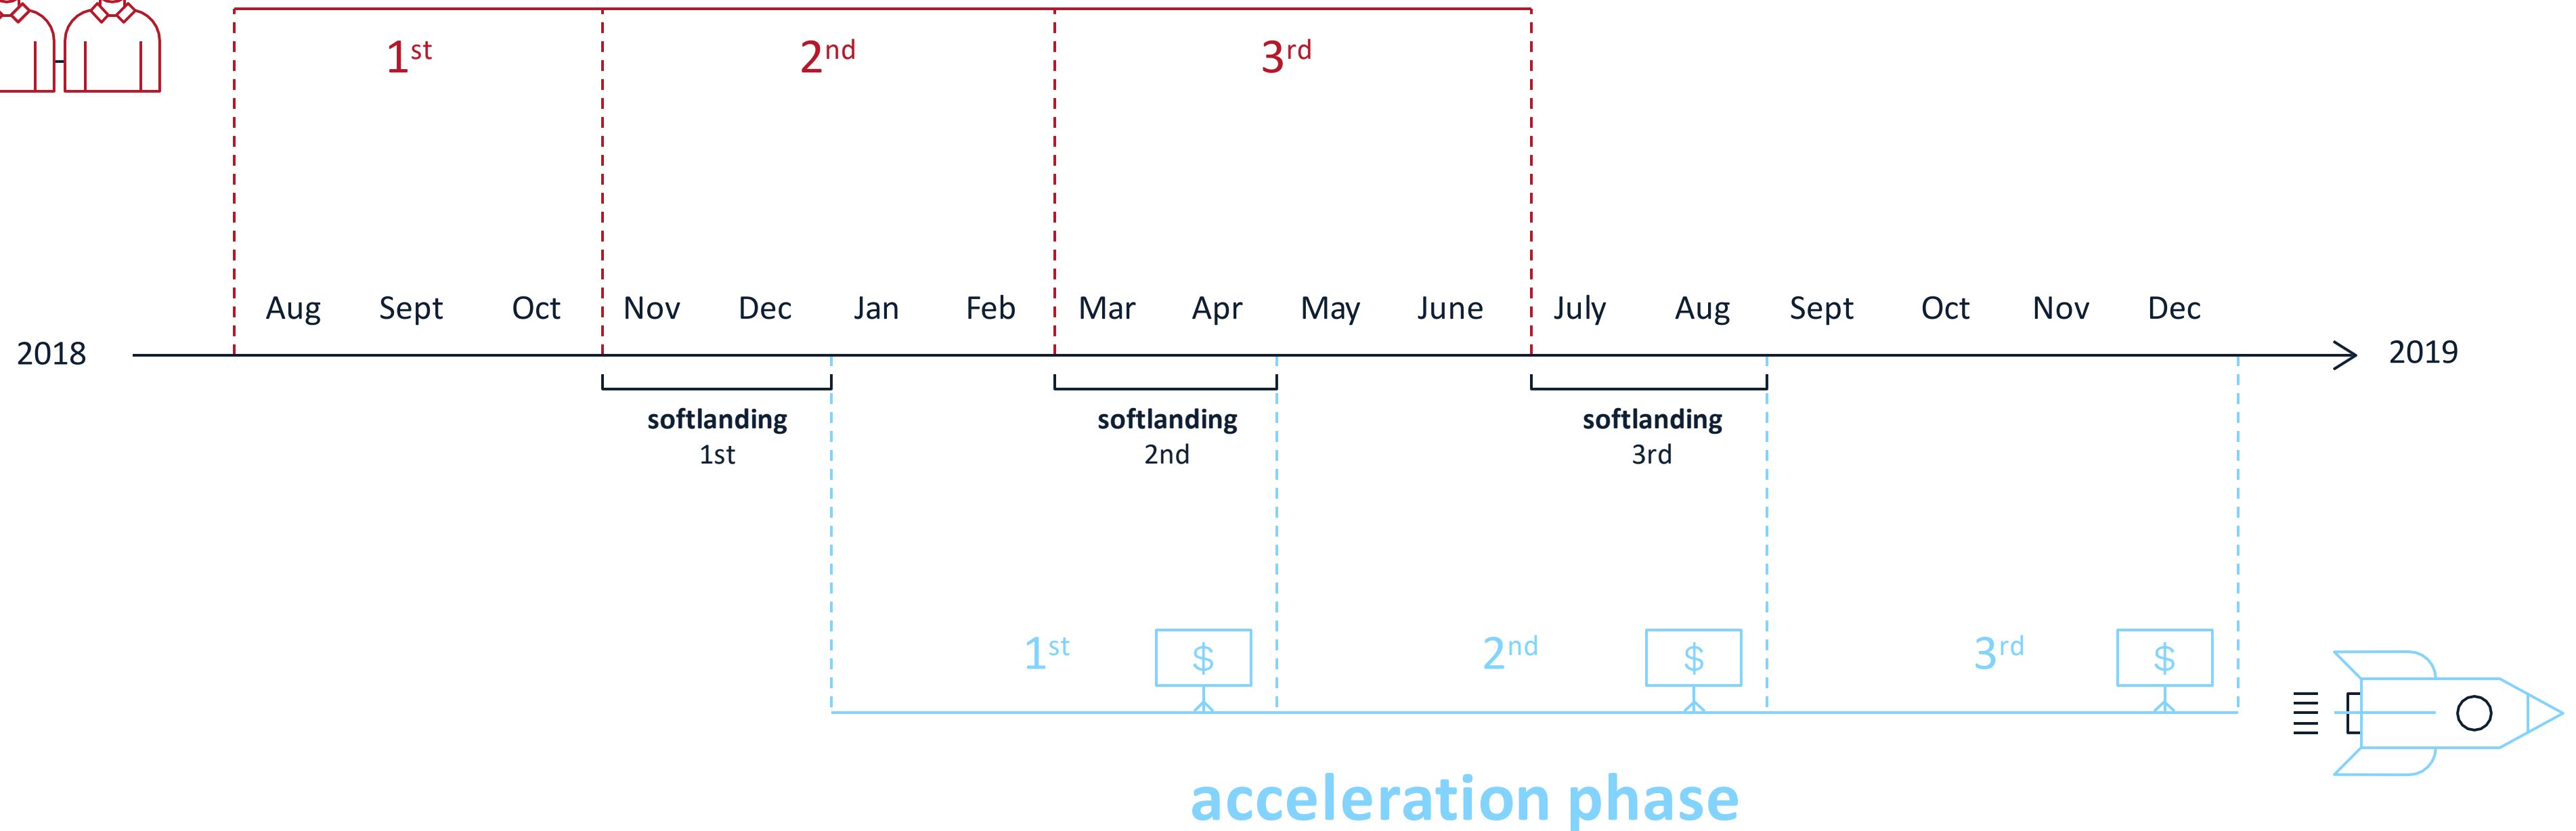 1st 2nd 3rd
Aug Sept Oct Nov Dec Jan Feb Mar Apr May June July Aug Sept Oct Nov Dec
2018 2019
softlanding softlanding softlanding
1st 2nd 3rd
1st $ 2nd $ 3rd $
acceleration phase